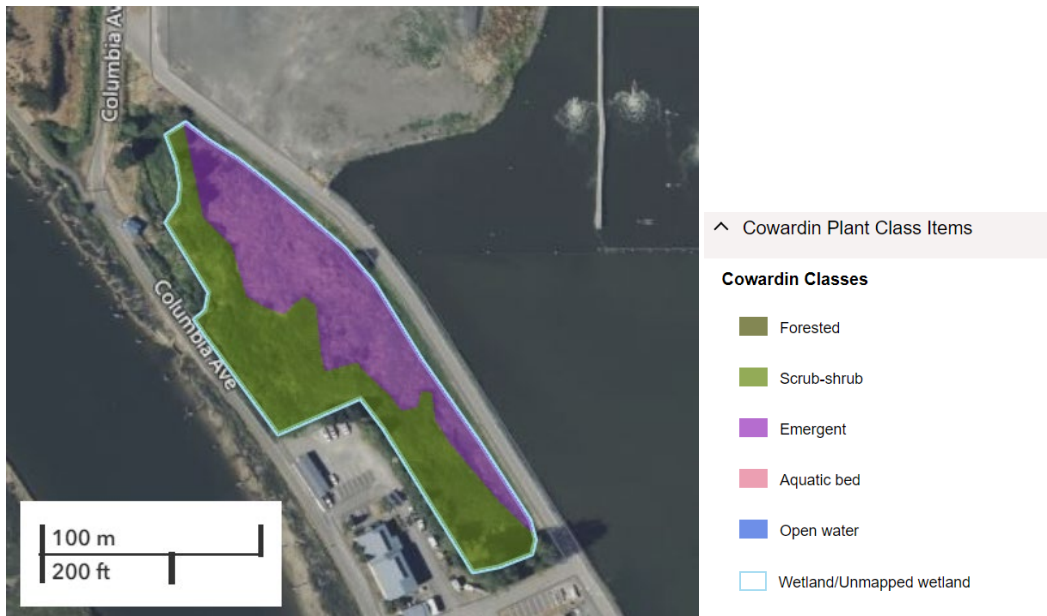 Columbia Av
Columbia Ave
100 m
200 ft
Cowardin Plant Class Items
Cowardin Classes
Forested
Scrub-shrub
Emergent
Aquatic bed
Open water
Wetland/Unmapped wetland